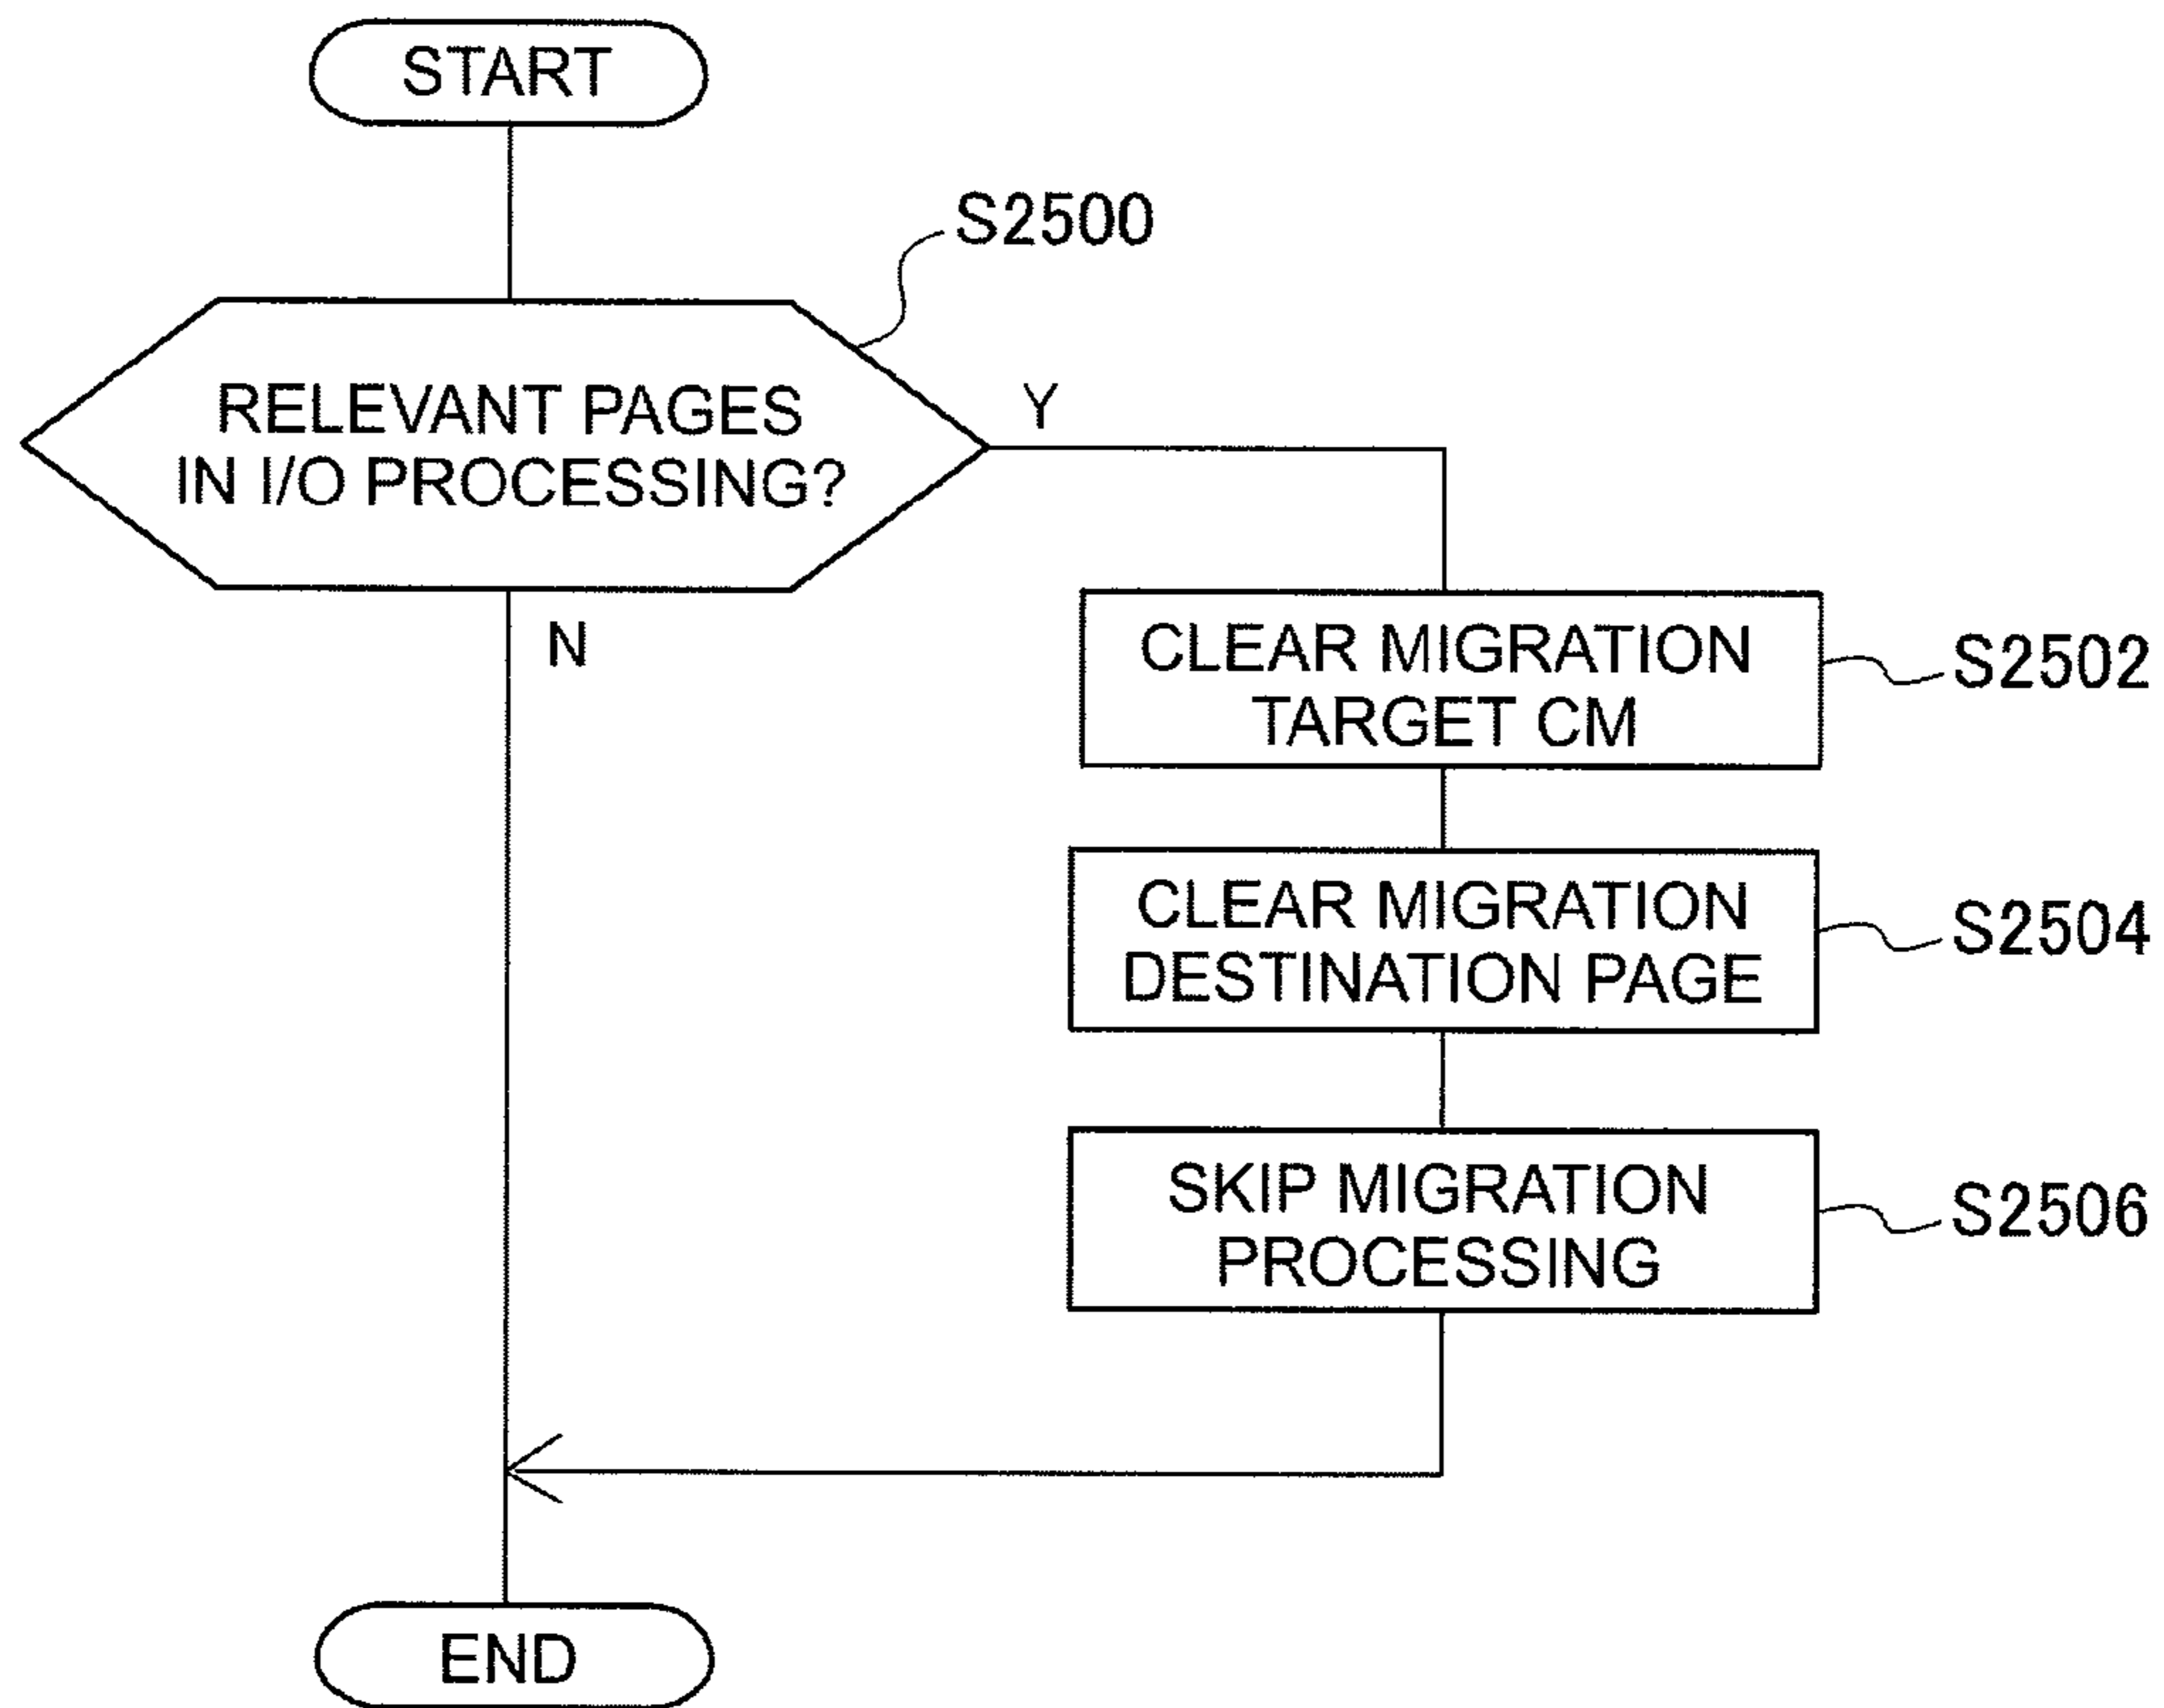 START
S2500
RELEVANT PAGES
IN I/O PROCESSING?
Y
N
CLEAR MIGRATION
TARGET CM
S2502
CLEAR MIGRATION
DESTINATION PAGE
S2504
SKIP MIGRATION
PROCESSING
S2506
END